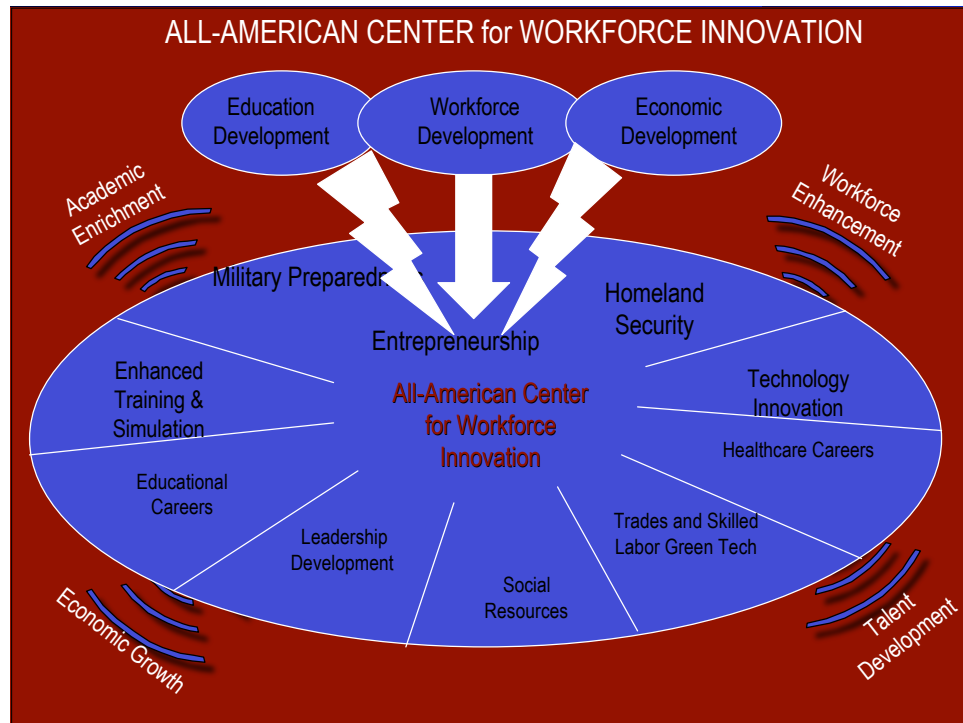 ALL-AMERICAN CENTER for WORKFORCE INNOVATION
Education
Development
Workforce
Development
Economic
Development
Academic
Enrichment
Workforce
Enhancement
Military Preparedness
Homeland
Security
Entrepreneurship
Enhanced
Training &
Simulation
All-American Center
for Workforce
Innovation
Technology
Innovation
Healthcare Careers
Educational
Careers
Leadership
Development
Trades and Skilled
Labor Green Tech
Social
Resources
Economic Growth
Talent
Development